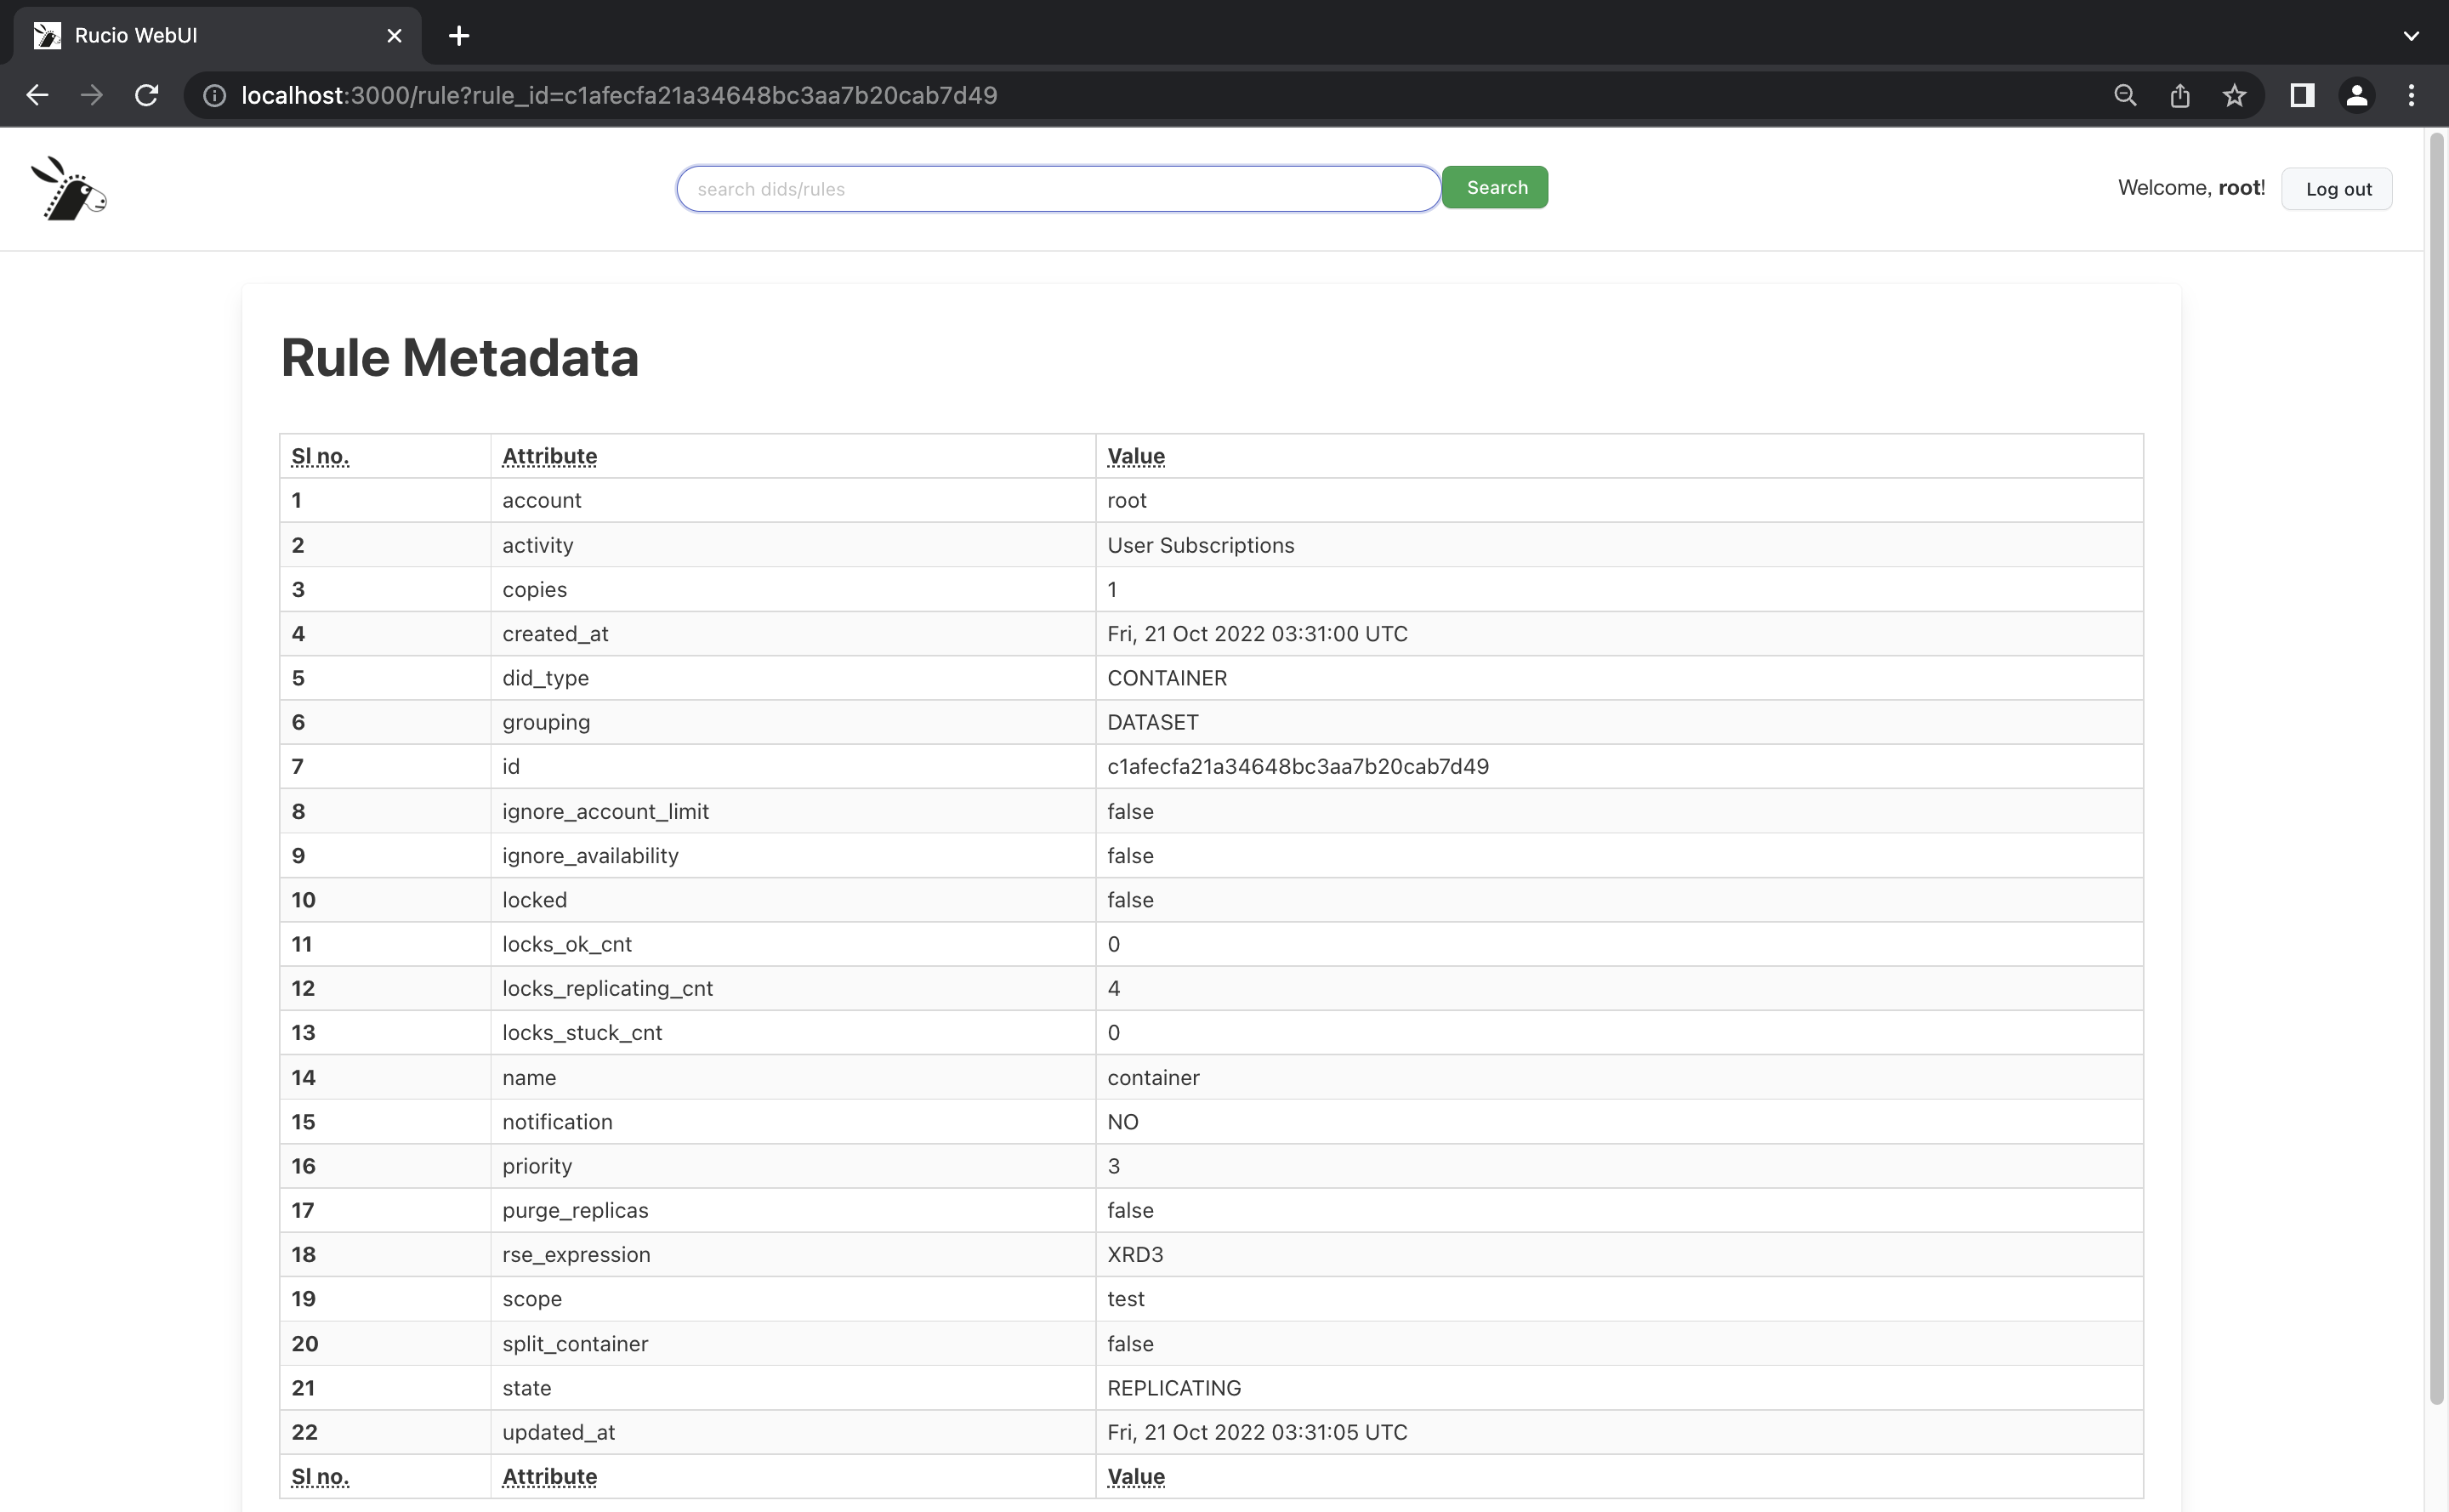 Rucio WebUI
localhost:3000/rule?rule_id=c1afecfa21a34648bc3aa7b20cab7d49
search dids/rules Search Welcome, root! Log out
Rule Metadata
Sl no. Attribute Value
1 account root
2 activity User Subscriptions
3 copies 1
4 created_at Fri, 21 Oct 2022 03:31:00 UTC
5 did_type CONTAINER
6 grouping DATASET
7 id c1afecfa21a34648bc3aa7b20cab7d49
8 ignore_account_limit false
9 ignore_availability false
10 locked false
11 locks_ok_cnt 0
12 locks_replicating_cnt 4
13 locks_stuck_cnt 0
14 name container
15 notification NO
16 priority 3
17 purge_replicas false
18 rse_expression XRD3
19 scope test
20 split_container false
21 state REPLICATING
22 updated_at Fri, 21 Oct 2022 03:31:05 UTC
Sl no. Attribute Value